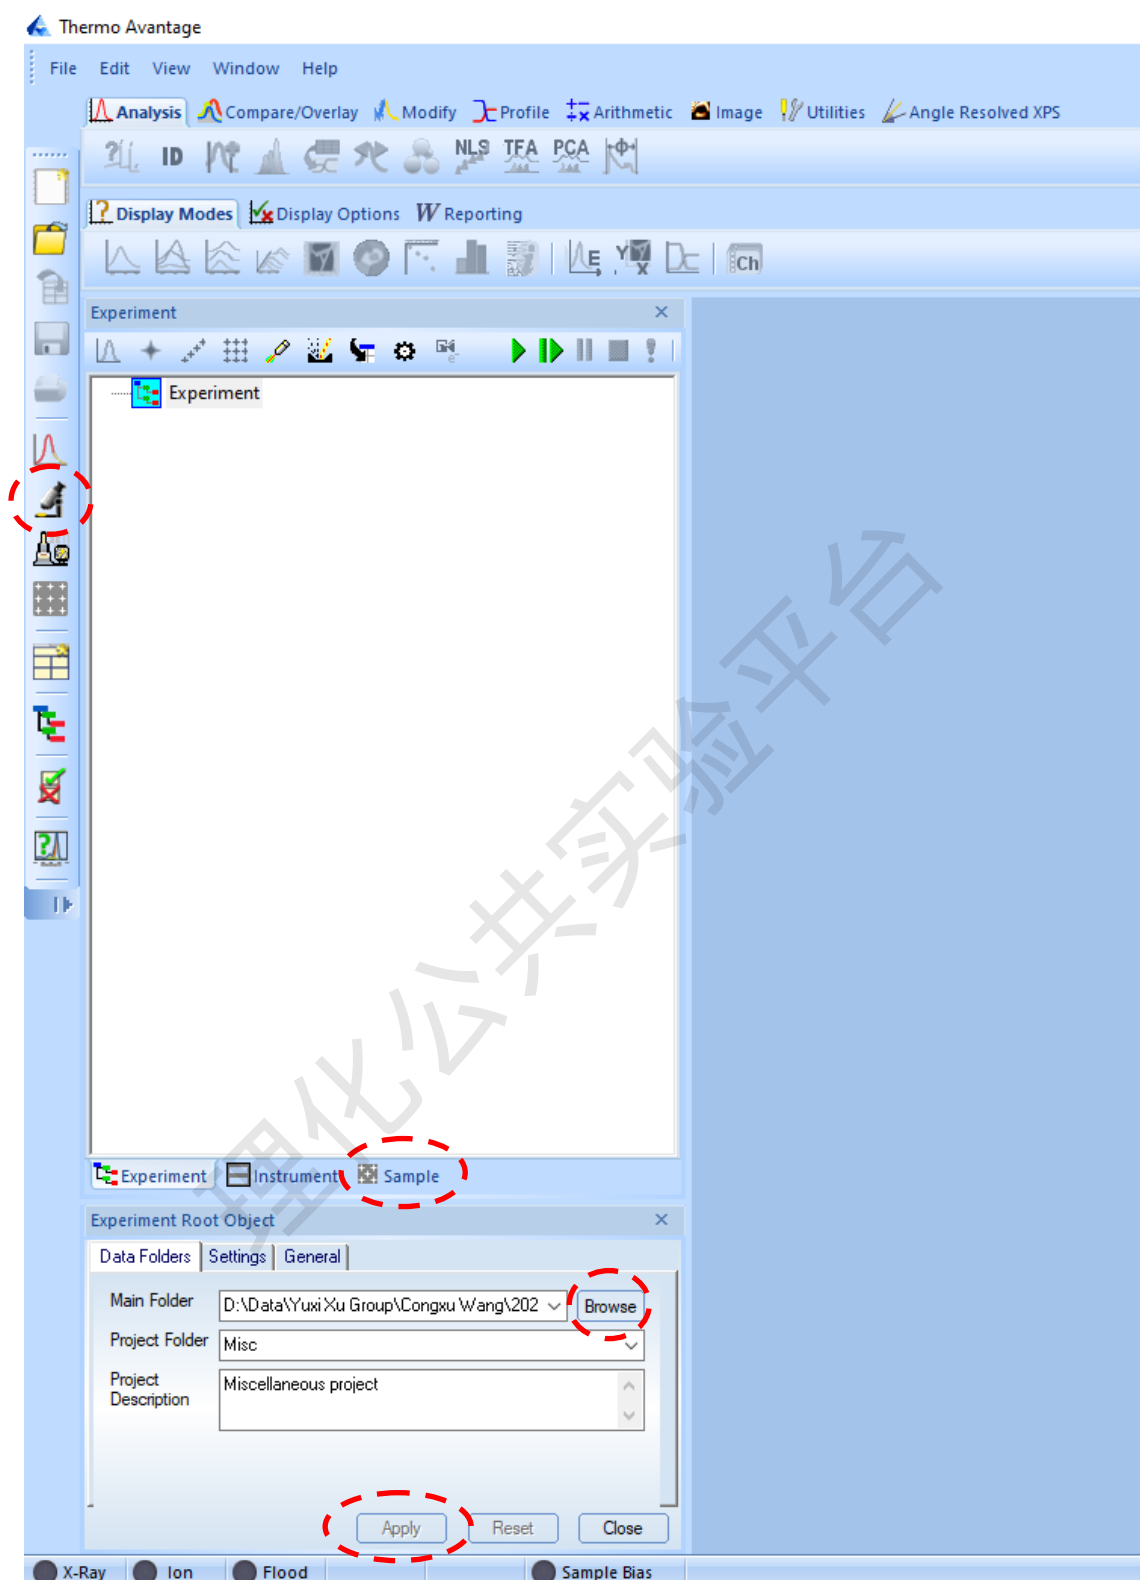 Thermo Avantage
File Edit View Window Help
Analysis Compare/Overlay Modify Profile Arithmetic Image Utilities Angle Resolved XPS
ID NLS TFA PCA
Display Modes Display Options W Reporting
E Y X Ch
Experiment
Experiment
Experiment Instrument Sample
Experiment Root Object
Data Folders Settings General
Main Folder D:\Data\Yuxi Xu Group\Congxu Wang\202 Browse
Project Folder Misc
Project Description Miscellaneous project
Apply Reset Close
X-Ray Ion Flood Sample Bias
理化公共实验平台